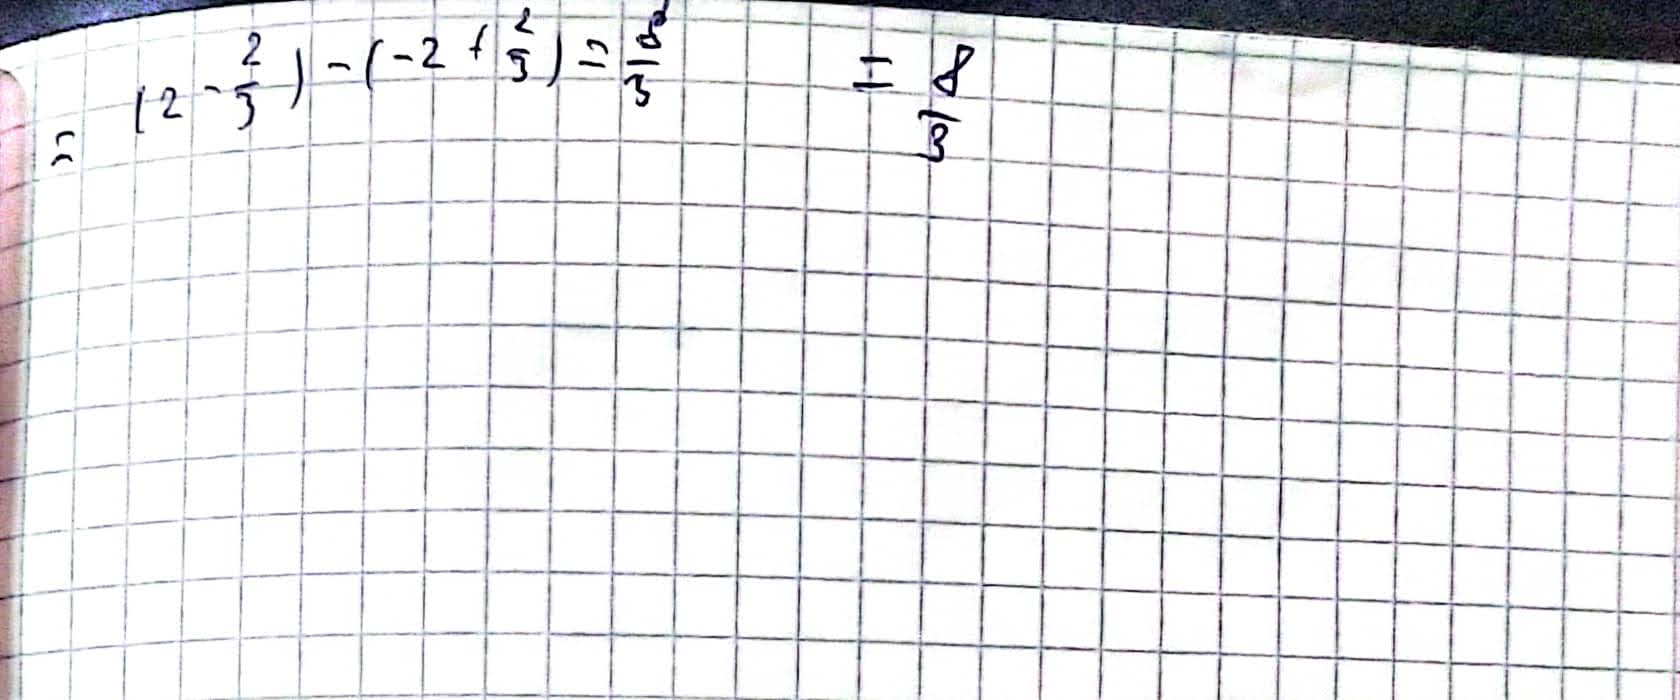 = (2 - 2/3) - (-2 + 2/3) = 8/3 = 8/3